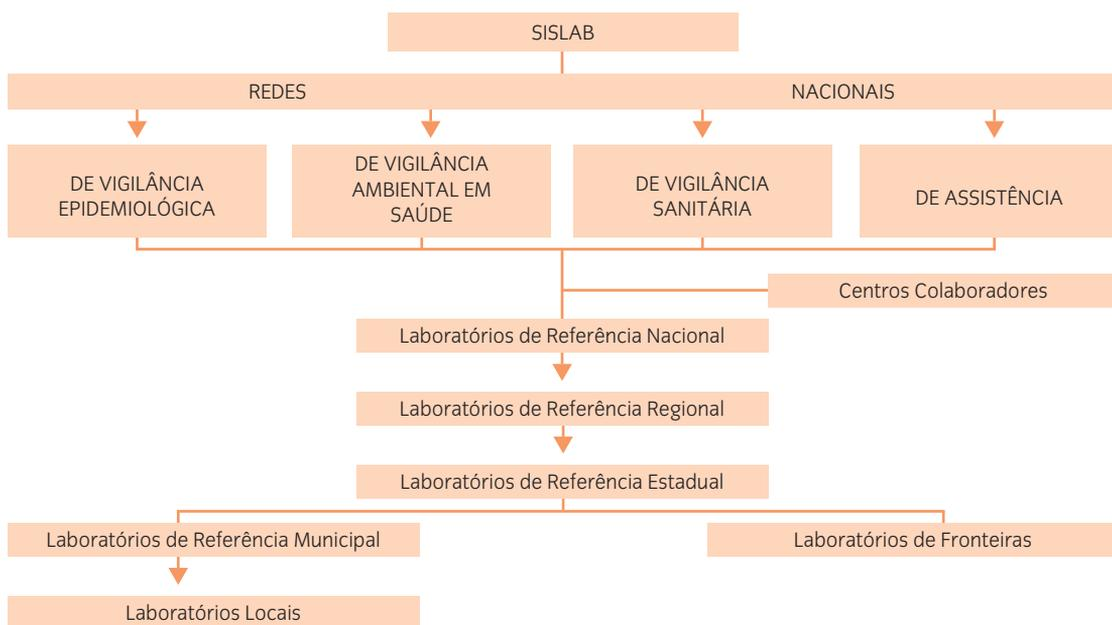 SISLAB
REDES NACIONAIS
DE VIGILÂNCIA
EPIDEMIOLÓGICA
DE VIGILÂNCIA
AMBIENTAL EM
SAÚDE
DE VIGILÂNCIA
SANITÁRIA
DE ASSISTÊNCIA
Centros Colaboradores
Laboratórios de Referência Nacional
Laboratórios de Referência Regional
Laboratórios de Referência Estadual
Laboratórios de Referência Municipal
Laboratórios de Fronteiras
Laboratórios Locais